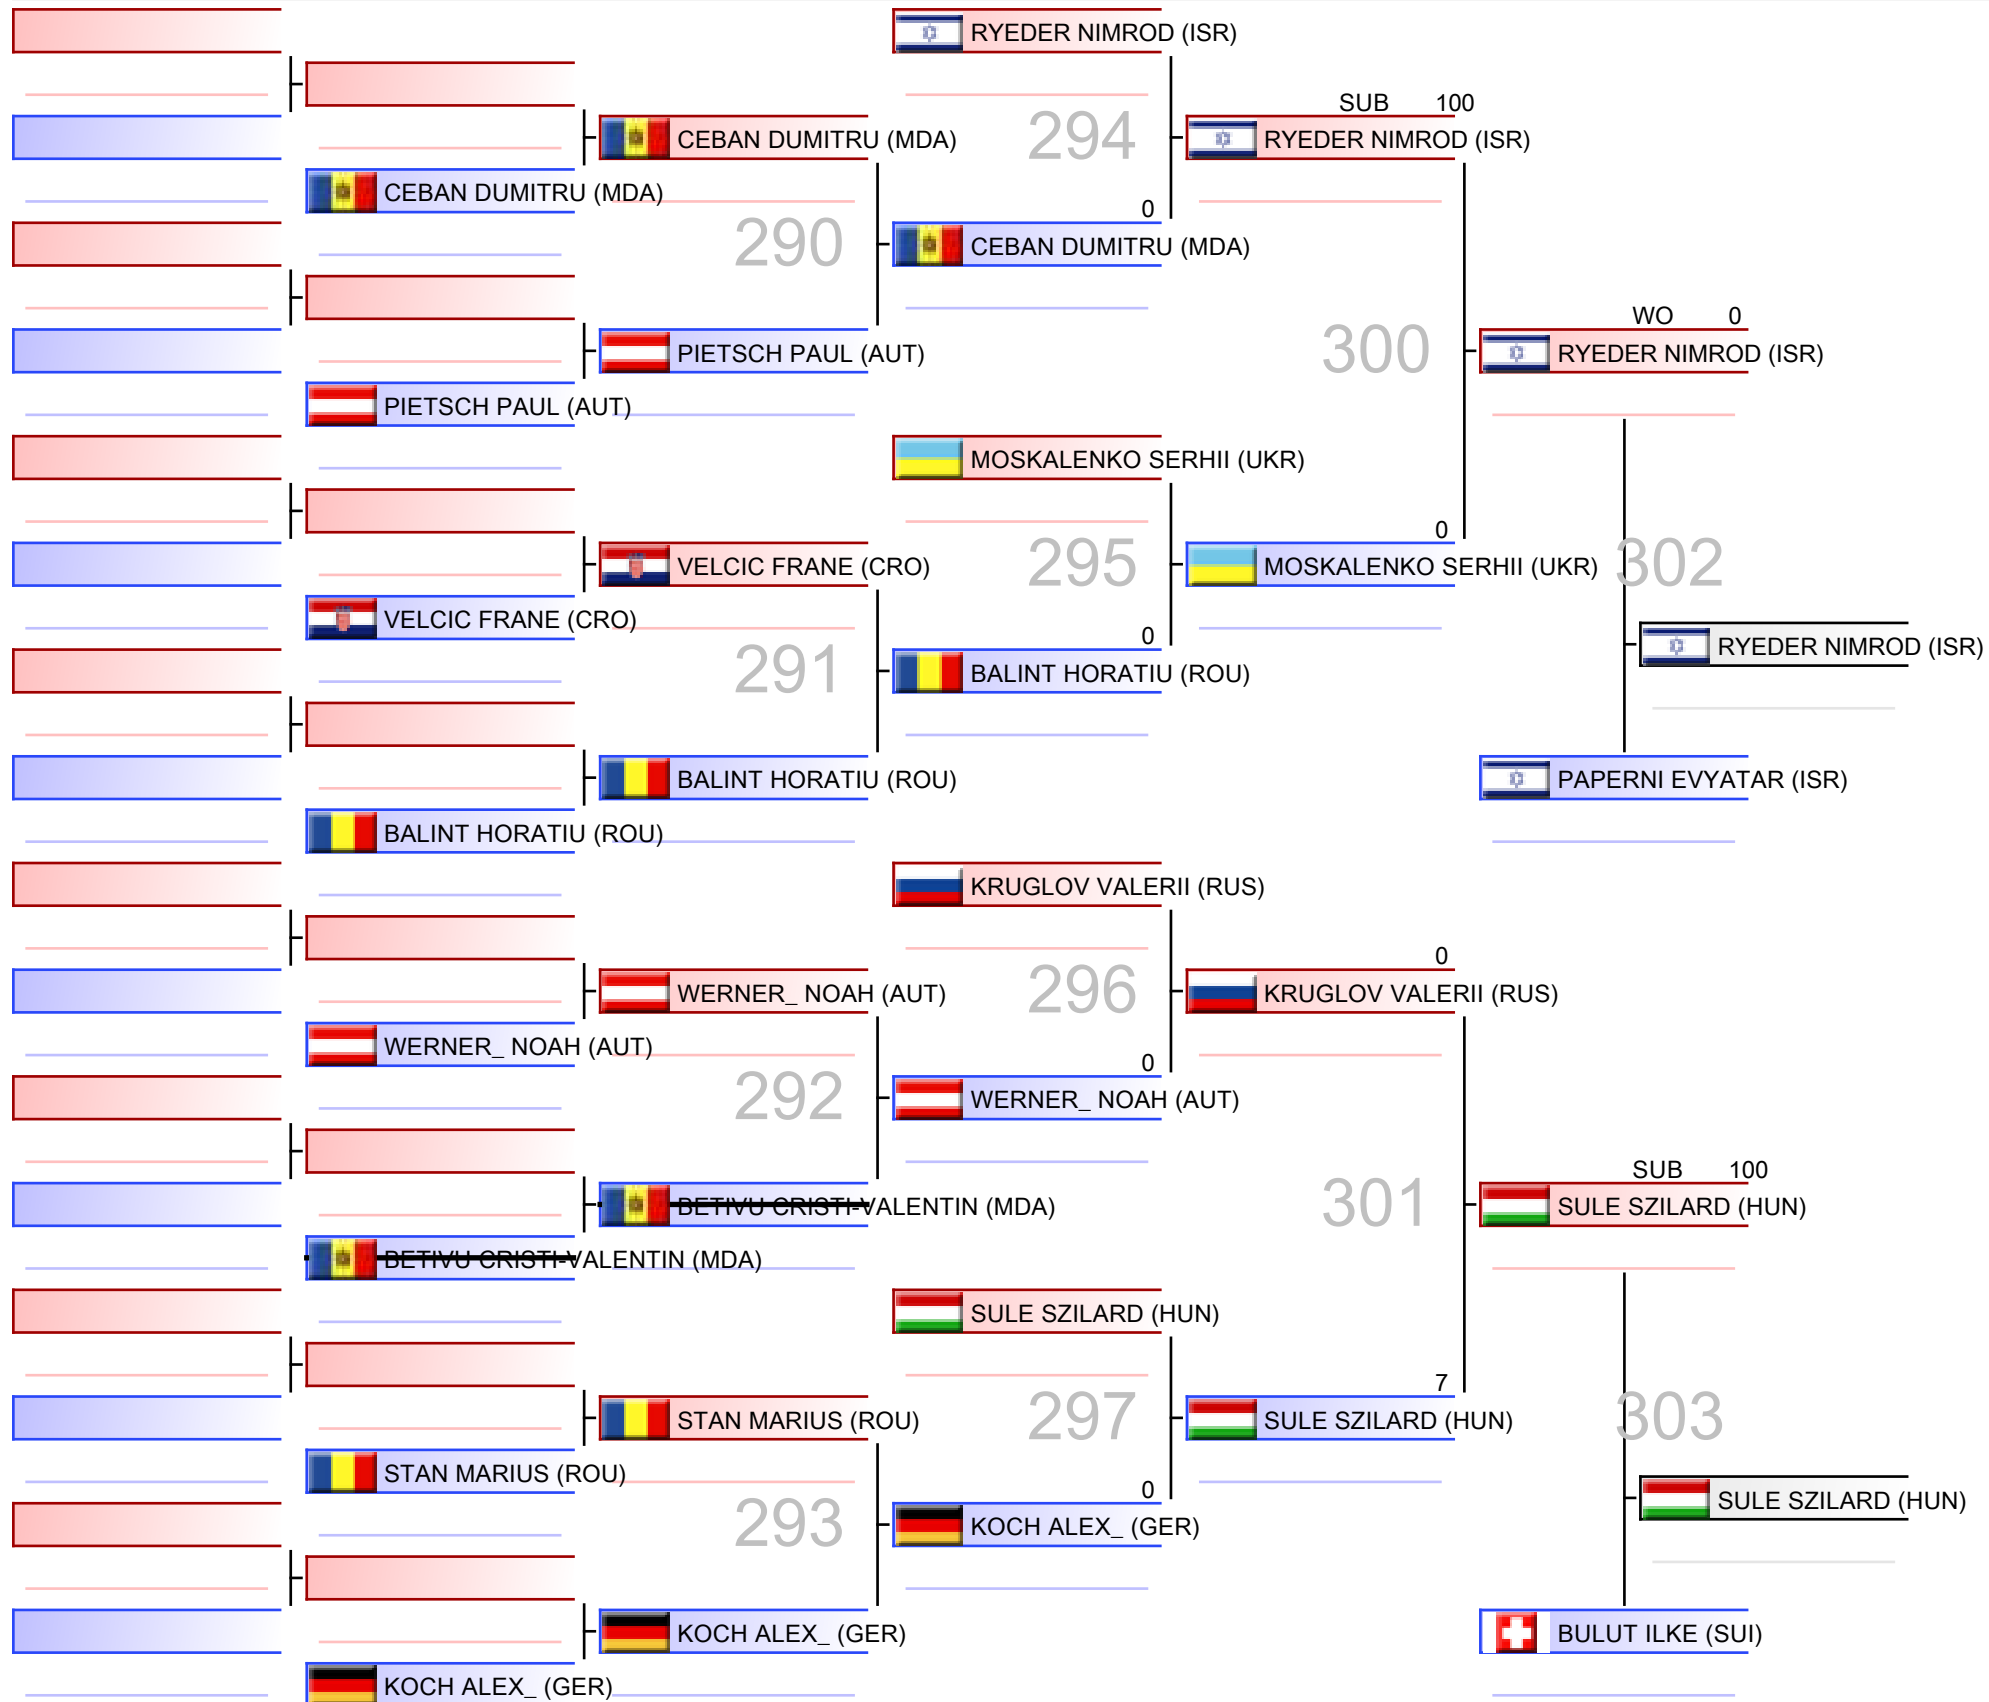 RYEDER NIMROD (ISR)
SUB 100
CEBAN DUMITRU (MDA)
294
RYEDER NIMROD (ISR)
CEBAN DUMITRU (MDA)
0
290
CEBAN DUMITRU (MDA)
WO 0
PIETSCH PAUL (AUT)
300
RYEDER NIMROD (ISR)
PIETSCH PAUL (AUT)
MOSKALENKO SERHII (UKR)
0
VELCIC FRANE (CRO)
295
MOSKALENKO SERHII (UKR)
302
VELCIC FRANE (CRO)
0
RYEDER NIMROD (ISR)
291
BALINT HORATIU (ROU)
BALINT HORATIU (ROU)
PAPERNI EVYATAR (ISR)
BALINT HORATIU (ROU)
KRUGLOV VALERII (RUS)
0
WERNER_ NOAH (AUT)
296
KRUGLOV VALERII (RUS)
WERNER_ NOAH (AUT)
0
292
WERNER_ NOAH (AUT)
SUB 100
BETIVU CRISTI-VALENTIN (MDA)
301
SULE SZILARD (HUN)
BETIVU CRISTI-VALENTIN (MDA)
SULE SZILARD (HUN)
7
STAN MARIUS (ROU)
297
SULE SZILARD (HUN)
303
STAN MARIUS (ROU)
0
SULE SZILARD (HUN)
293
KOCH ALEX_ (GER)
KOCH ALEX_ (GER)
BULUT ILKE (SUI)
KOCH ALEX_ (GER)